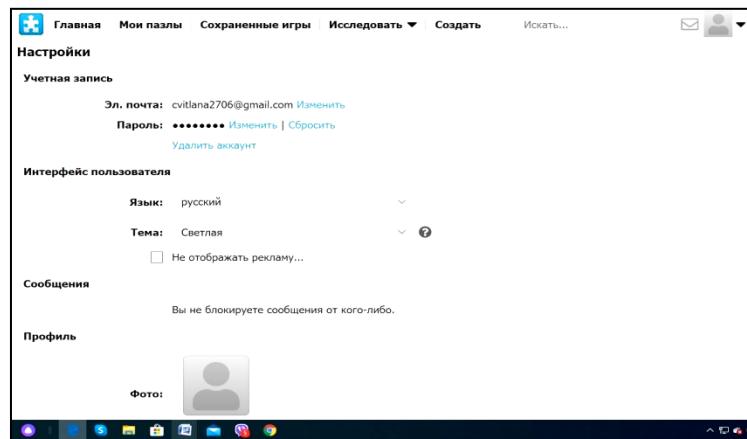 Главная Мои пазлы Сохраненные игры Исследовать Создать Искать...
Настройки
Учетная запись
Эл. почта: cvitlana2706@gmail.com Изменить
Пароль: •••••••• Изменить | Сбросить
Удалить аккаунт
Интерфейс пользователя
Язык: русский
Тема: Светлая ?
Не отображать рекламу...
Сообщения
Вы не блокируете сообщения от кого-либо.
Профиль
Фото: